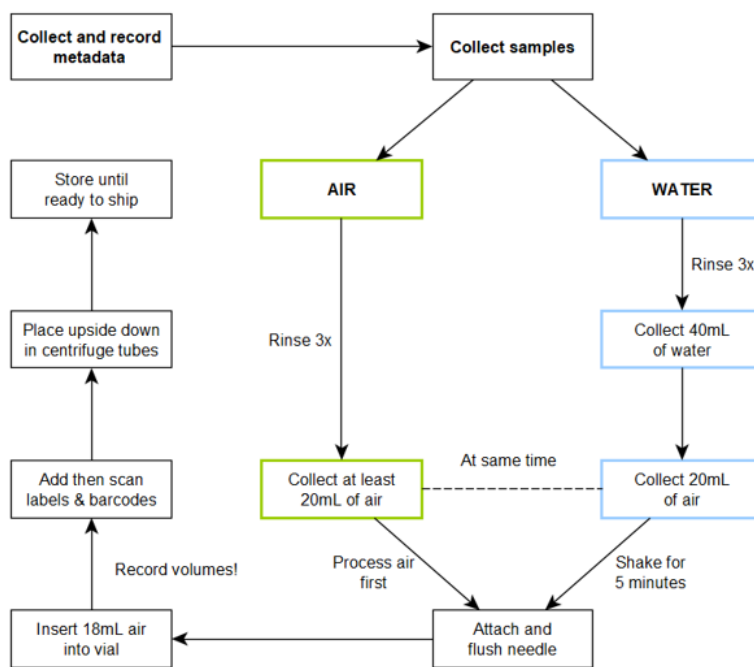 Collect and record
metadata
Collect samples
AIR
WATER
Store until
ready to ship
Rinse 3x
Rinse 3x
Place upside down
in centrifuge tubes
Collect 40mL
of water
At same time
Add then scan
labels & barcodes
Collect at least
20mL of air
Collect 20mL
of air
Record volumes!
Process air
first
Shake for
5 minutes
Insert 18mL air
into vial
Attach and
flush needle